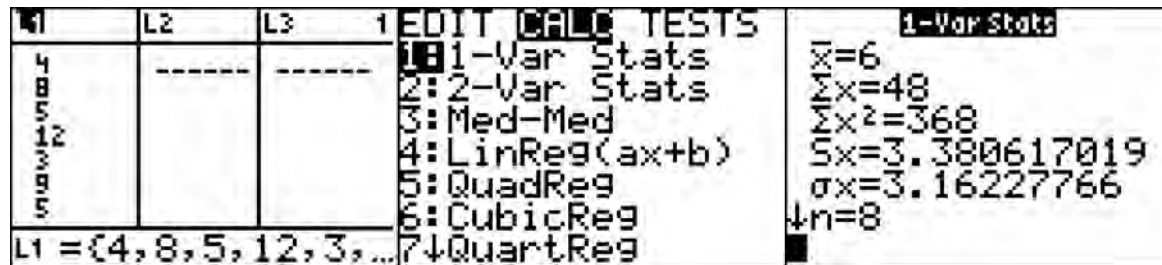 L1 L2 L3 1
4 ------ ------
8
5
12
3
9
5
L1 ={4,8,5,12,3,…
EDIT CALC TESTS
1:1-Var Stats
2:2-Var Stats
3:Med-Med
4:LinReg(ax+b)
5:QuadReg
6:CubicReg
7↓QuartReg
1-Var Stats
x̄=6
Σx=48
Σx²=368
Sx=3.380617019
σx=3.16227766
↓n=8